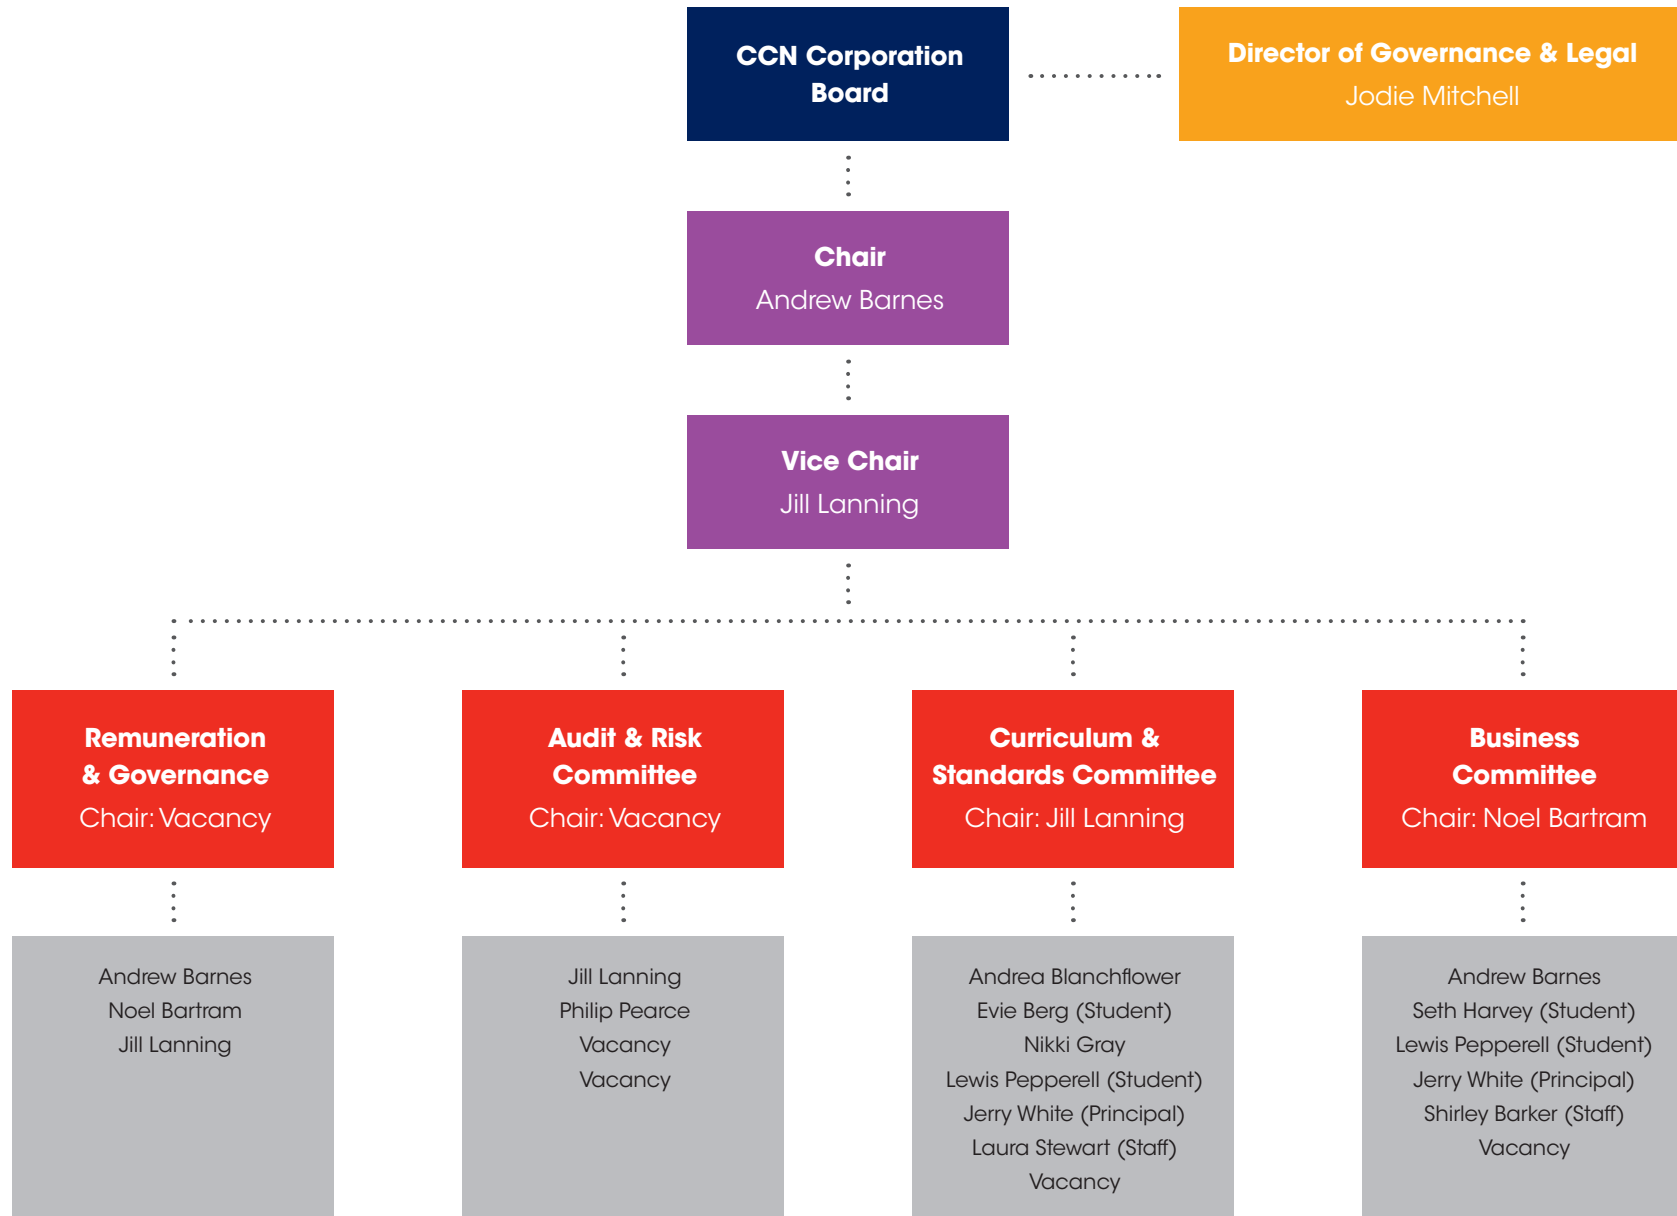 CCN Corporation
Board
Director of Governance & Legal
Jodie Mitchell
Chair
Andrew Barnes
Vice Chair
Jill Lanning
Remuneration
& Governance
Chair: Vacancy
Audit & Risk
Committee
Chair: Vacancy
Curriculum &
Standards Committee
Chair: Jill Lanning
Business
Committee
Chair: Noel Bartram
Andrew Barnes
Noel Bartram
Jill Lanning
Jill Lanning
Philip Pearce
Vacancy
Vacancy
Andrea Blanchflower
Evie Berg (Student)
Nikki Gray
Lewis Pepperell (Student)
Jerry White (Principal)
Laura Stewart (Staff)
Vacancy
Andrew Barnes
Seth Harvey (Student)
Lewis Pepperell (Student)
Jerry White (Principal)
Shirley Barker (Staff)
Vacancy